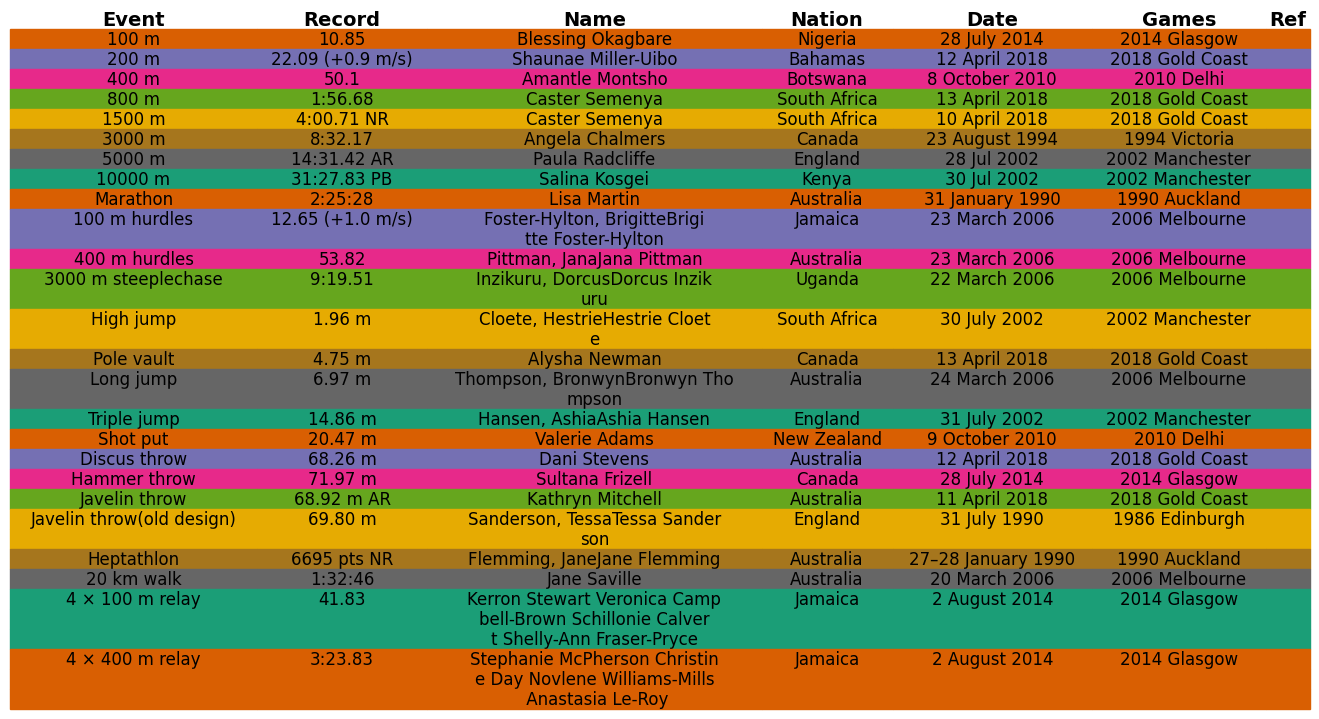 Event Record Name Nation Date Games Ref
100 m 10.85 Blessing Okagbare Nigeria 28 July 2014 2014 Glasgow
200 m 22.09 (+0.9 m/s) Shaunae Miller-Uibo Bahamas 12 April 2018 2018 Gold Coast
400 m 50.1 Amantle Montsho Botswana 8 October 2010 2010 Delhi
800 m 1:56.68 Caster Semenya South Africa 13 April 2018 2018 Gold Coast
1500 m 4:00.71 NR Caster Semenya South Africa 10 April 2018 2018 Gold Coast
3000 m 8:32.17 Angela Chalmers Canada 23 August 1994 1994 Victoria
5000 m 14:31.42 AR Paula Radcliffe England 28 Jul 2002 2002 Manchester
10000 m 31:27.83 PB Salina Kosgei Kenya 30 Jul 2002 2002 Manchester
Marathon 2:25:28 Lisa Martin Australia 31 January 1990 1990 Auckland
100 m hurdles 12.65 (+1.0 m/s) Foster-Hylton, BrigitteBrigi Jamaica 23 March 2006 2006 Melbourne
tte Foster-Hylton
400 m hurdles 53.82 Pittman, JanaJana Pittman Australia 23 March 2006 2006 Melbourne
3000 m steeplechase 9:19.51 Inzikuru, DorcusDorcus Inzik Uganda 22 March 2006 2006 Melbourne
uru
High jump 1.96 m Cloete, HestrieHestrie Cloet South Africa 30 July 2002 2002 Manchester
e
Pole vault 4.75 m Alysha Newman Canada 13 April 2018 2018 Gold Coast
Long jump 6.97 m Thompson, BronwynBronwyn Tho Australia 24 March 2006 2006 Melbourne
mpson
Triple jump 14.86 m Hansen, AshiaAshia Hansen England 31 July 2002 2002 Manchester
Shot put 20.47 m Valerie Adams New Zealand 9 October 2010 2010 Delhi
Discus throw 68.26 m Dani Stevens Australia 12 April 2018 2018 Gold Coast
Hammer throw 71.97 m Sultana Frizell Canada 28 July 2014 2014 Glasgow
Javelin throw 68.92 m AR Kathryn Mitchell Australia 11 April 2018 2018 Gold Coast
Javelin throw(old design) 69.80 m Sanderson, TessaTessa Sander England 31 July 1990 1986 Edinburgh
son
Heptathlon 6695 pts NR Flemming, JaneJane Flemming Australia 27–28 January 1990 1990 Auckland
20 km walk 1:32:46 Jane Saville Australia 20 March 2006 2006 Melbourne
4 × 100 m relay 41.83 Kerron Stewart Veronica Camp Jamaica 2 August 2014 2014 Glasgow
bell-Brown Schillonie Calver
t Shelly-Ann Fraser-Pryce
4 × 400 m relay 3:23.83 Stephanie McPherson Christin Jamaica 2 August 2014 2014 Glasgow
e Day Novlene Williams-Mills
Anastasia Le-Roy